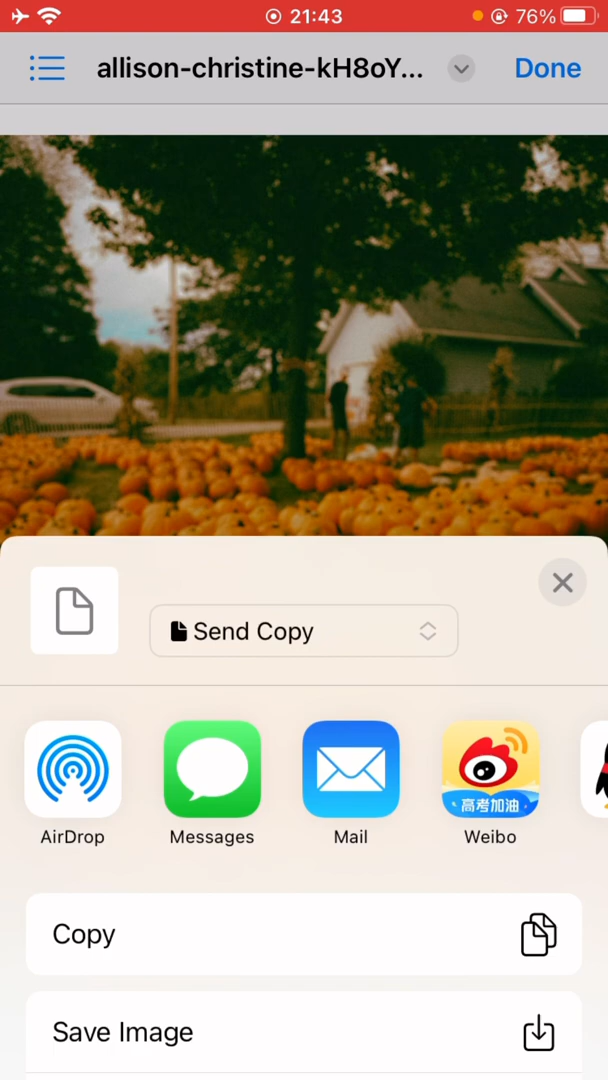 21:43
76%
allison-christine-kH8oY...
Done
Send Copy
AirDrop
Messages
Mail
高考加油
Weibo
Copy
Save Image